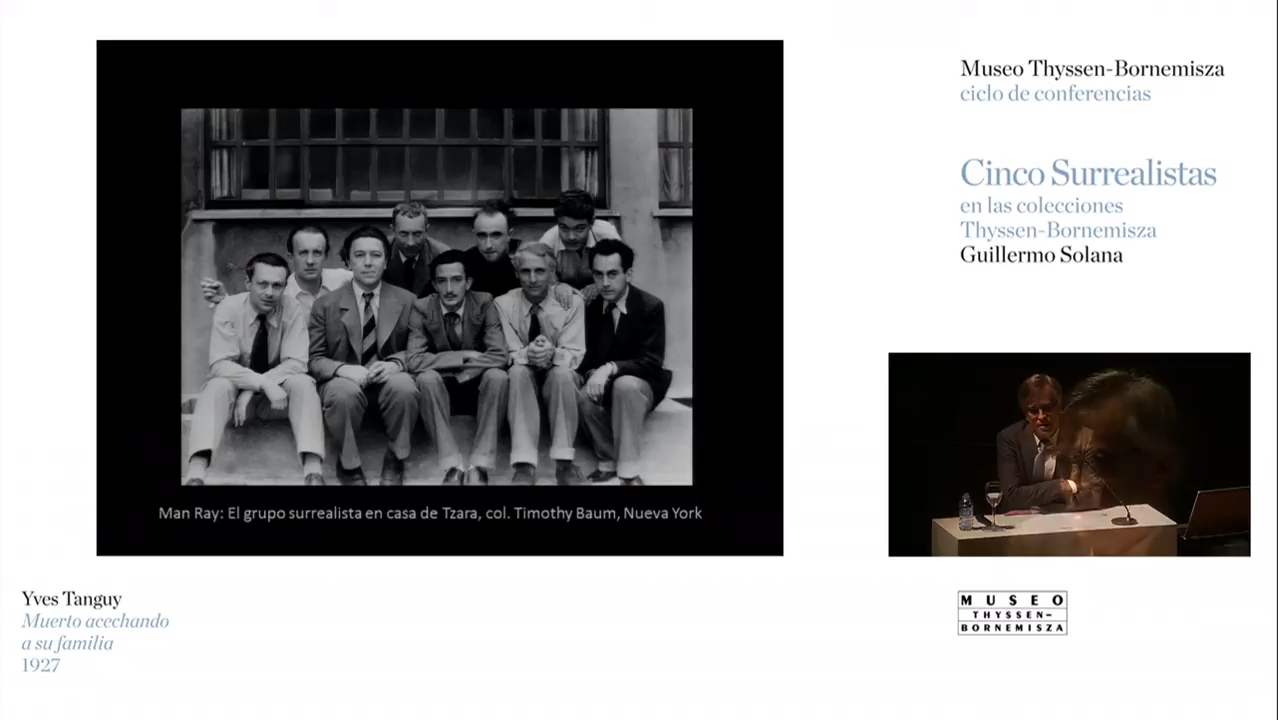 Museo Thyssen-Bornemisza
ciclo de conferencias
Cinco Surrealistas
en las colecciones
Thyssen-Bornemisza
Guillermo Solana
Man Ray: El grupo surrealista en casa de Tzara, col. Timothy Baum, Nueva York
Yves Tanguy
Muerto acechando
a su familia
1927
MUSEO
THYSSEN-
BORNEMISZA